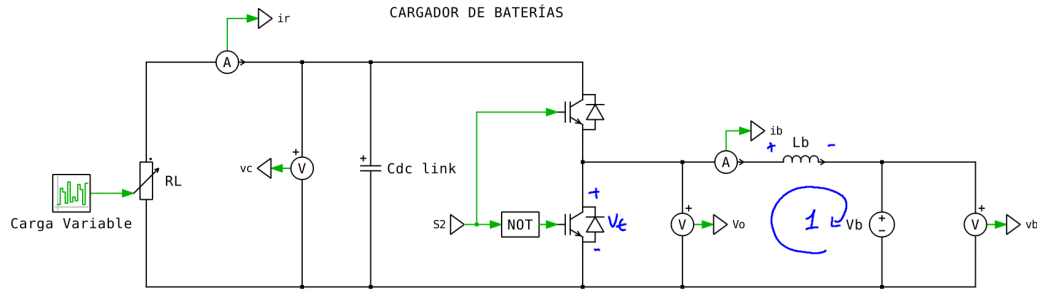 CARGADOR DE BATERÍAS
ir
A
ib
Lb
+
-
A
+
V
vc
+
Cdc link
RL
Carga Variable
S2
NOT
+
Vt
-
+
V
Vo
1
Vb
+
-
+
V
vb